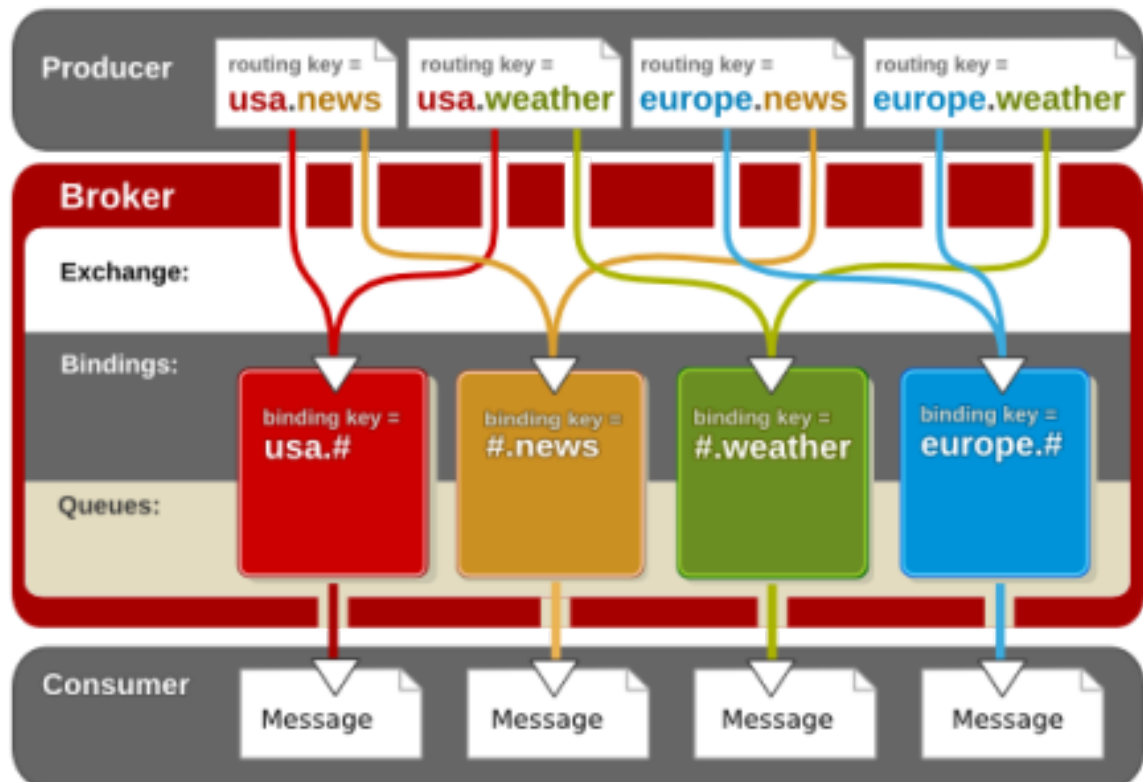 Producer
routing key =
usa.news
routing key =
usa.weather
routing key =
europe.news
routing key =
europe.weather
Broker
Exchange:
Bindings:
binding key =
usa.#
binding key =
#.news
binding key =
#.weather
binding key =
europe.#
Queues:
Consumer
Message
Message
Message
Message